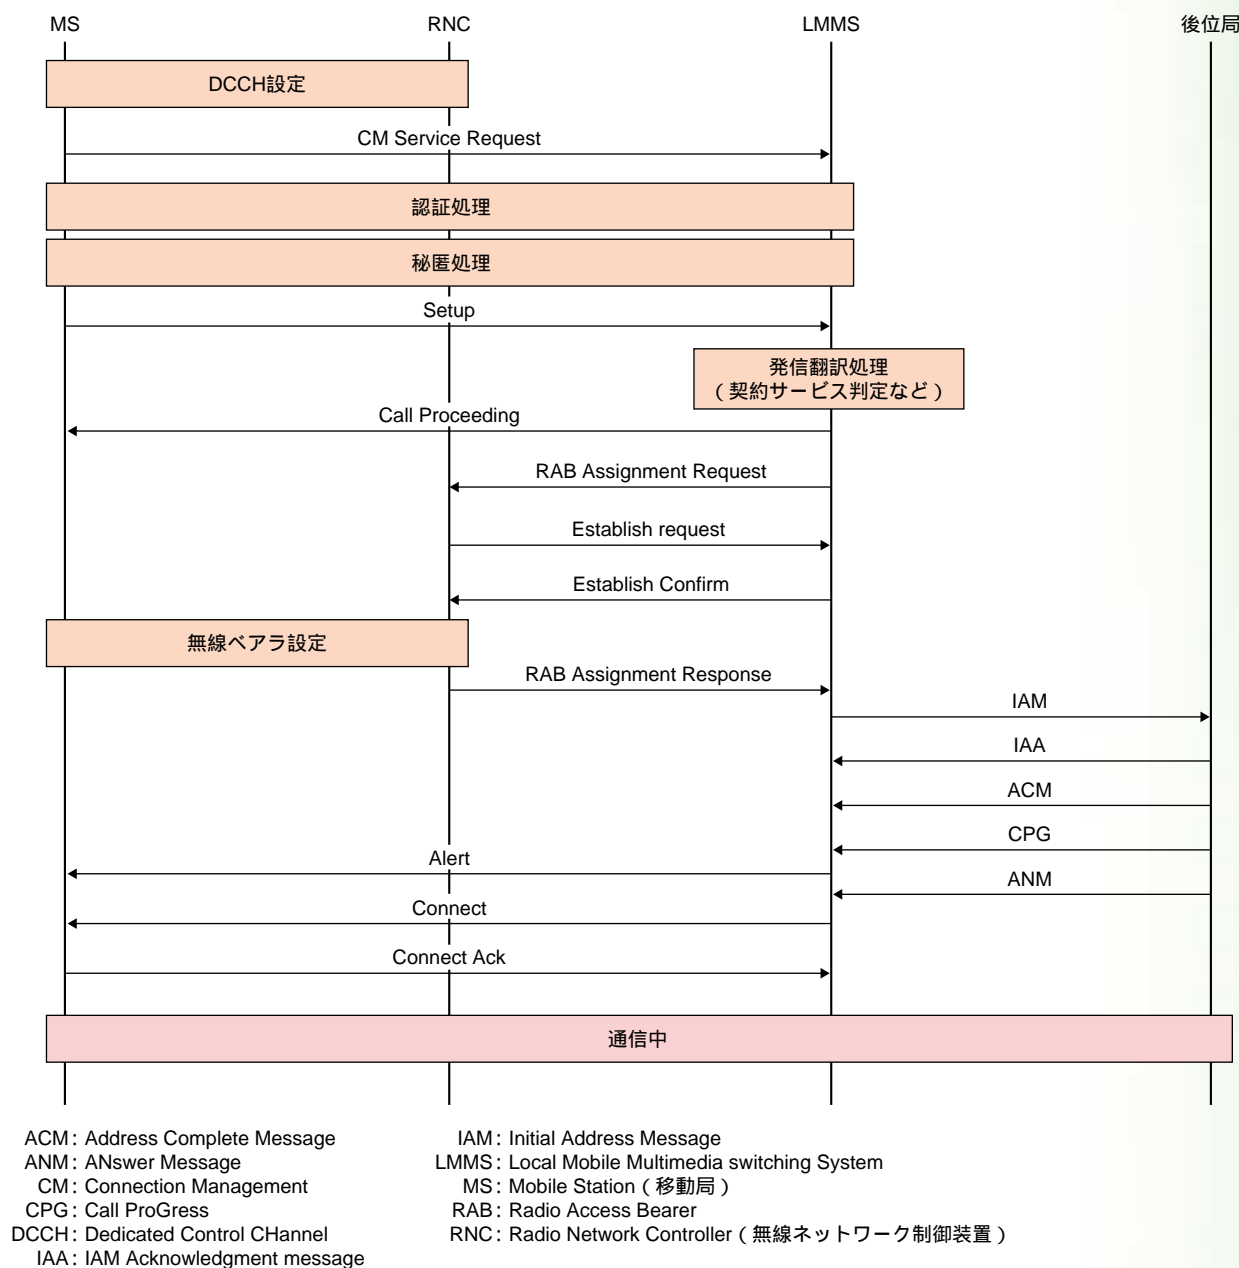 MS RNC LMMS 後位局
DCCH設定
CM Service Request
認証処理
秘匿処理
Setup
発信翻訳処理
（契約サービス判定など）
Call Proceeding
RAB Assignment Request
Establish request
Establish Confirm
無線ベアラ設定
RAB Assignment Response
IAM
IAA
ACM
CPG
Alert
ANM
Connect
Connect Ack
通信中
ACM: Address Complete Message
ANM: ANswer Message
CM: Connection Management
CPG: Call ProGress
DCCH: Dedicated Control CHannel
IAA: IAM Acknowledgment message
IAM: Initial Address Message
LMMS: Local Mobile Multimedia switching System
MS: Mobile Station（移動局）
RAB: Radio Access Bearer
RNC: Radio Network Controller（無線ネットワーク制御装置）